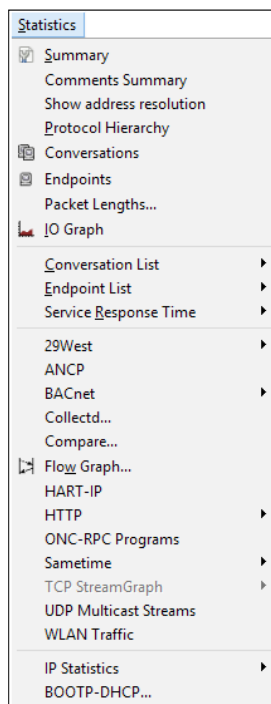 Statistics
Summary
Comments Summary
Show address resolution
Protocol Hierarchy
Conversations
Endpoints
Packet Lengths...
IO Graph
Conversation List
Endpoint List
Service Response Time
29West
ANCP
BACnet
Collectd...
Compare...
Flow Graph...
HART-IP
HTTP
ONC-RPC Programs
Sametime
TCP StreamGraph
UDP Multicast Streams
WLAN Traffic
IP Statistics
BOOTP-DHCP...